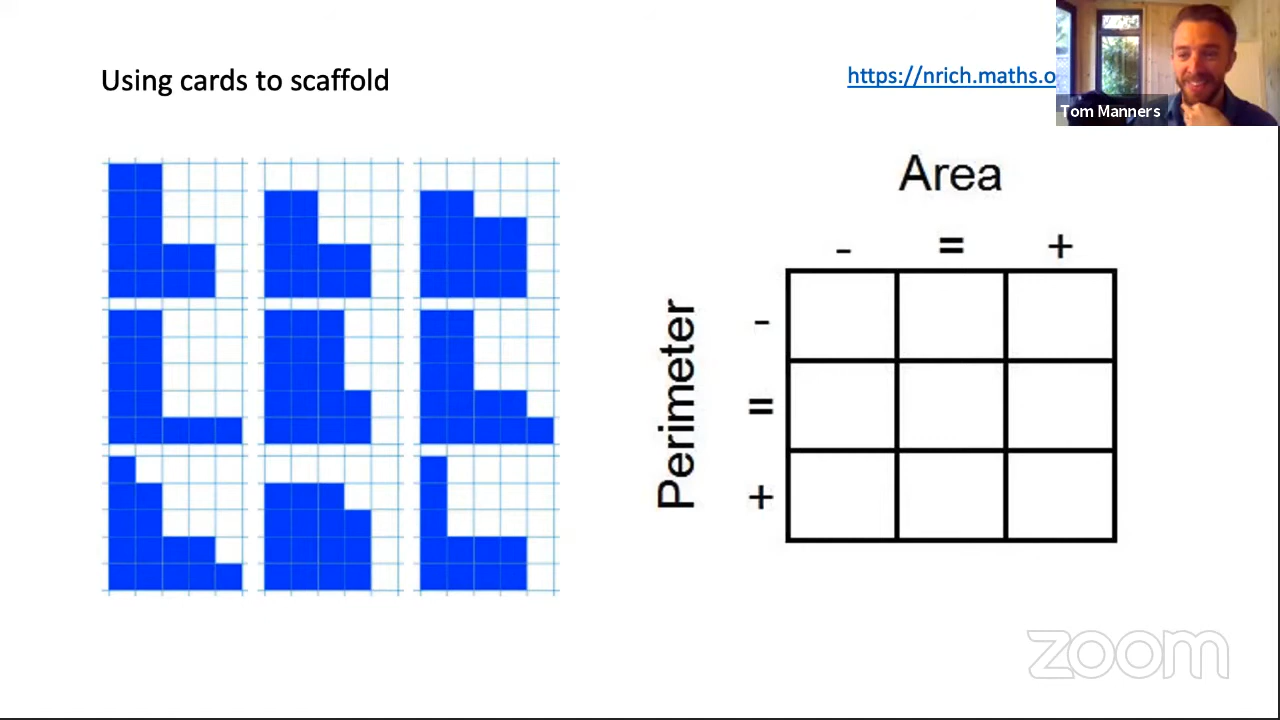 Using cards to scaffold
https://nrich.maths.o
Tom Manners
Area
- = +
Perimeter
-
=
+
zoom